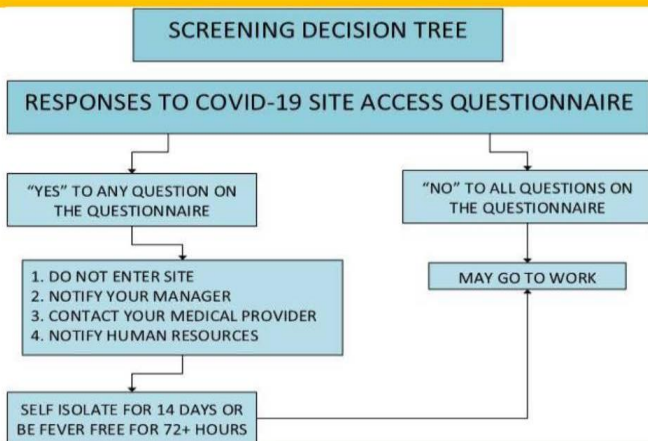 SCREENING DECISION TREE
RESPONSES TO COVID-19 SITE ACCESS QUESTIONNAIRE
"YES" TO ANY QUESTION ON
THE QUESTIONNAIRE
"NO" TO ALL QUESTIONS ON
THE QUESTIONNAIRE
1. DO NOT ENTER SITE
2. NOTIFY YOUR MANAGER
3. CONTACT YOUR MEDICAL PROVIDER
4. NOTIFY HUMAN RESOURCES
MAY GO TO WORK
SELF ISOLATE FOR 14 DAYS OR
BE FEVER FREE FOR 72+ HOURS